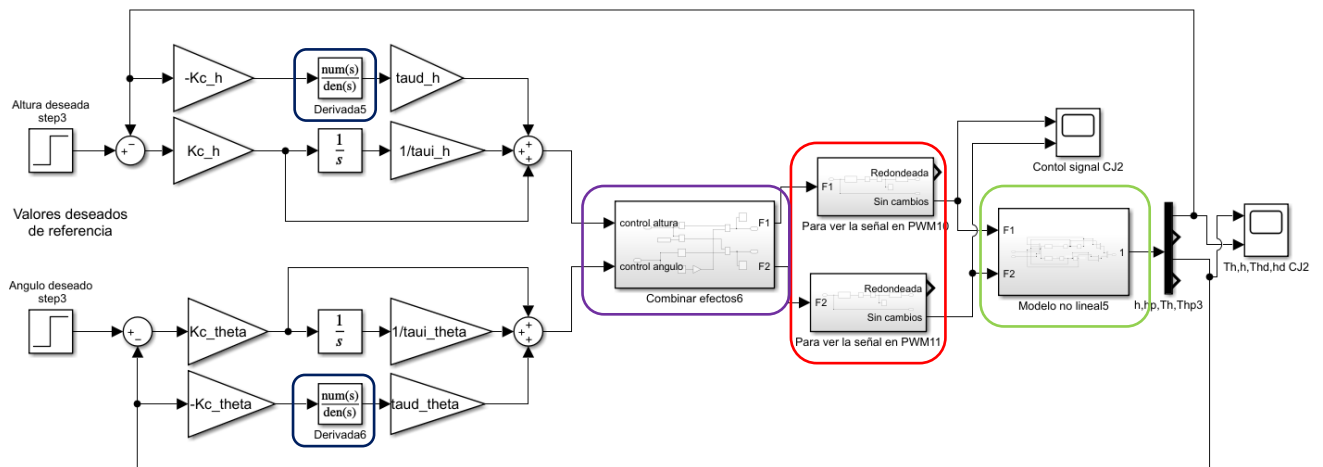 -Kc_h
num(s)
den(s)
Derivada5
taud_h
Altura deseada
step3
Kc_h
1
s
1/taui_h
Valores deseados
de referencia
control altura
control angulo
F1
F2
Combinar efectos6
F1
Redondeada
Sin cambios
Para ver la señal en PWM10
F2
Redondeada
Sin cambios
Para ver la señal en PWM11
Contol signal CJ2
F1
F2
1
Modelo no lineal5
h,hp,Th,Thp3
Th,h,Thd,hd CJ2
Angulo deseado
step3
Kc_theta
1
s
1/taui_theta
-Kc_theta
num(s)
den(s)
Derivada6
taud_theta